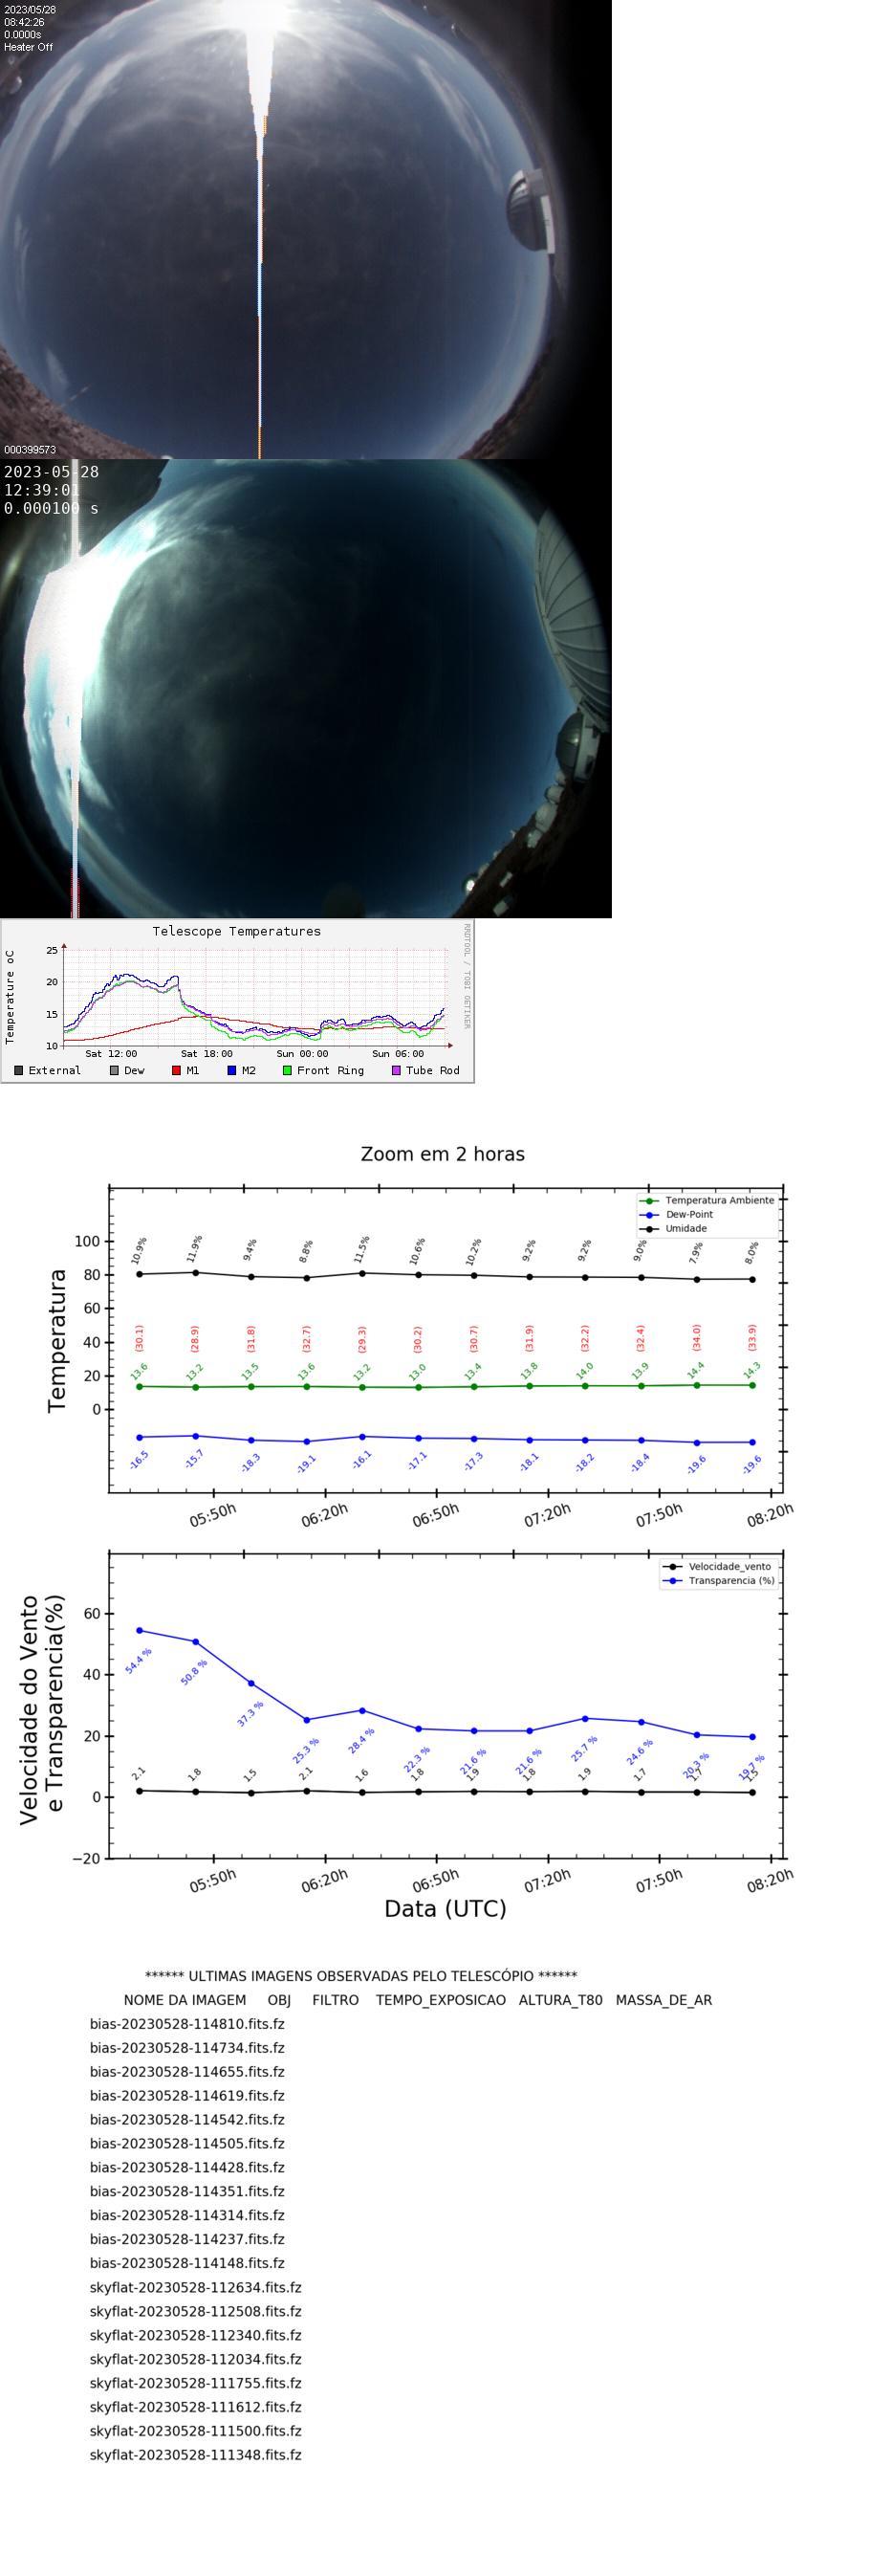 2023/05/28
08:42:26
0.0000s
Heater Off
000399573
2023-05-28
12:39:01
0.000100 s
Telescope Temperatures
Temperature oC
25
20
15
10
Sat 12:00 Sat 18:00 Sun 00:00 Sun 06:00
External Dew M1 M2 Front Ring Tube Rod
RRDTOOL / TOBI OETIKER
Zoom em 2 horas
Temperatura
Temperatura Ambiente
Dew-Point
Umidade
100
80
60
40
20
0
10.9% 11.9% 9.4% 8.8% 11.5% 10.6% 10.2% 9.2% 9.2% 9.0% 7.9% 8.0%
(30.1) (28.9) (31.8) (32.7) (29.3) (30.2) (30.7) (31.9) (32.2) (32.4) (34.0) (33.9)
13.6 13.2 13.5 13.6 13.2 13.0 13.4 13.8 14.0 13.9 14.4 14.3
-16.5 -15.7 -18.3 -19.1 -16.1 -17.1 -17.3 -18.1 -18.2 -18.4 -19.6 -19.6
05:50h 06:20h 06:50h 07:20h 07:50h 08:20h
Velocidade do Vento
e Transparencia(%)
Velocidade_vento
Transparencia (%)
60
40
20
0
−20
54.4 % 50.8 % 37.3 % 25.3 % 28.4 % 22.3 % 21.6 % 21.6 % 25.7 % 24.6 % 20.3 % 19.7 %
2.1 1.8 1.5 2.1 1.6 1.8 1.9 1.8 1.9 1.7 1.7 1.5
05:50h 06:20h 06:50h 07:20h 07:50h 08:20h
Data (UTC)
****** ULTIMAS IMAGENS OBSERVADAS PELO TELESCÓPIO ******
NOME DA IMAGEM OBJ FILTRO TEMPO_EXPOSICAO ALTURA_T80 MASSA_DE_AR
bias-20230528-114810.fits.fz
bias-20230528-114734.fits.fz
bias-20230528-114655.fits.fz
bias-20230528-114619.fits.fz
bias-20230528-114542.fits.fz
bias-20230528-114505.fits.fz
bias-20230528-114428.fits.fz
bias-20230528-114351.fits.fz
bias-20230528-114314.fits.fz
bias-20230528-114237.fits.fz
bias-20230528-114148.fits.fz
skyflat-20230528-112634.fits.fz
skyflat-20230528-112508.fits.fz
skyflat-20230528-112340.fits.fz
skyflat-20230528-112034.fits.fz
skyflat-20230528-111755.fits.fz
skyflat-20230528-111612.fits.fz
skyflat-20230528-111500.fits.fz
skyflat-20230528-111348.fits.fz